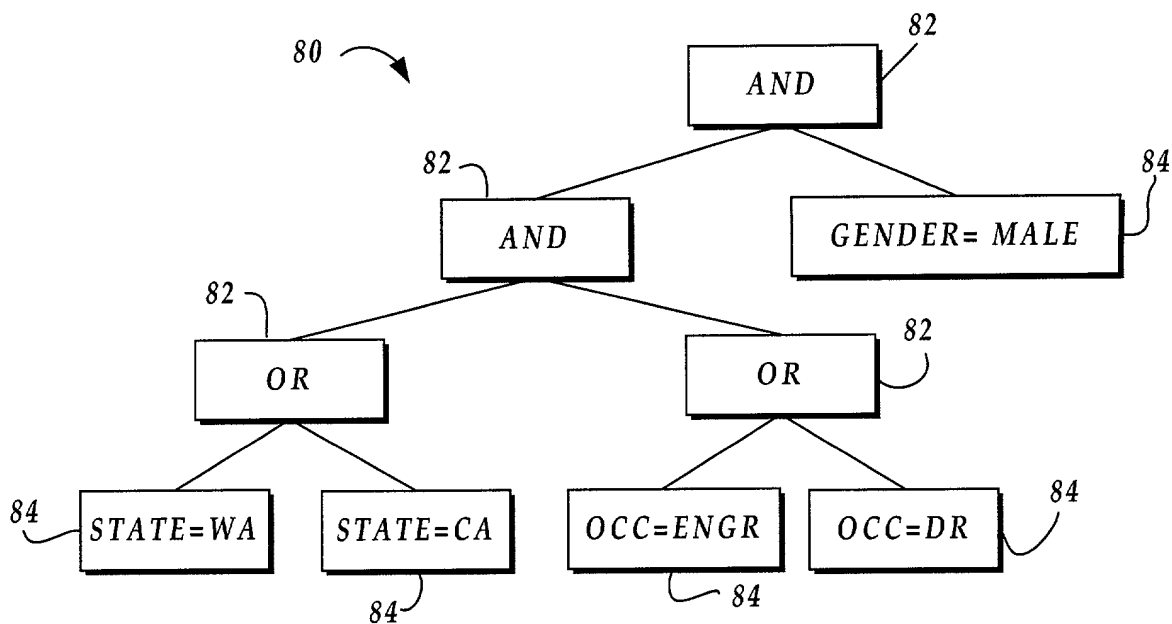 82
80
AND
82
84
AND
GENDER= MALE
82
82
OR
OR
84
84
STATE=WA
STATE=CA
OCC=ENGR
OCC=DR
84
84